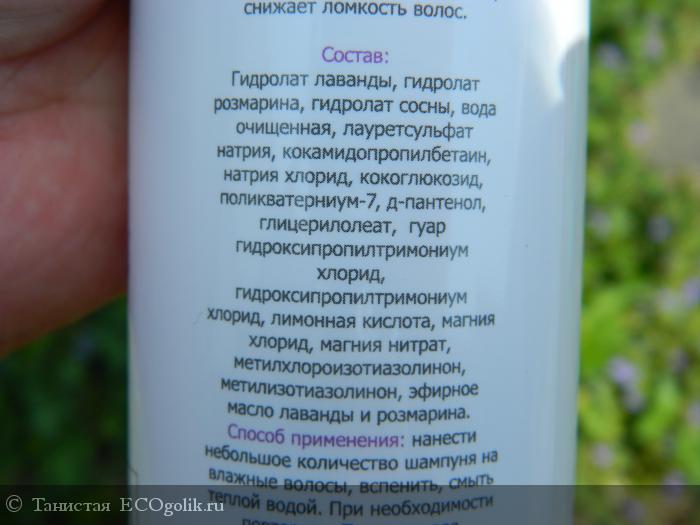 снижает ломкость волос.
Состав:
Гидролат лаванды, гидролат
розмарина, гидролат сосны, вода
очищенная, лауретсульфат
натрия, кокамидопропилбетаин,
натрия хлорид, кокоглюкозид,
поликватерниум-7, д-пантенол,
глицерилолеат, гуар
гидроксипропилтримониум
хлорид,
гидроксипропилтримониум
хлорид, лимонная кислота, магния
хлорид, магния нитрат,
метилхлороизотиазолинон,
метилизотиазолинон, эфирное
масло лаванды и розмарина.
Способ применения: нанести
небольшое количество шампуня на
влажные волосы, вспенить, смыть
теплой водой. При необходимости
© Танистая ECOgolik.ru